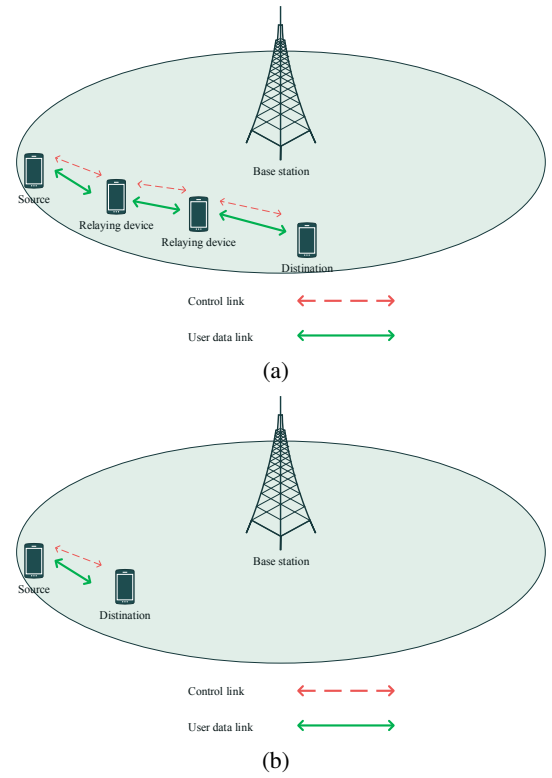 Base station
Source
Relaying device
Relaying device
Distination
Control link
User data link
(a)
Base station
Source
Distination
Control link
User data link
(b)